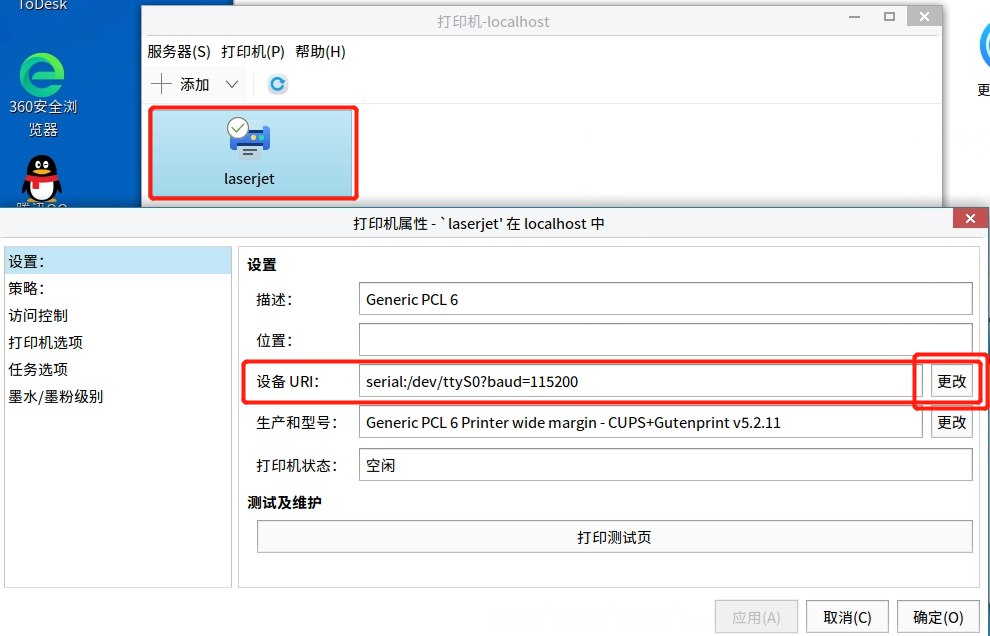 ToDesk
打印机-localhost
360安全浏
览器
服务器(S) 打印机(P) 帮助(H)
添加
更
laserjet
打印机属性 - `laserjet' 在 localhost 中
设置：
策略：
访问控制
打印机选项
任务选项
墨水/墨粉级别
设置
描述： Generic PCL 6
位置：
设备 URI： serial:/dev/ttyS0?baud=115200 更改
生产和型号： Generic PCL 6 Printer wide margin - CUPS+Gutenprint v5.2.11 更改
打印机状态： 空闲
测试及维护
打印测试页
应用(A) 取消(C) 确定(O)